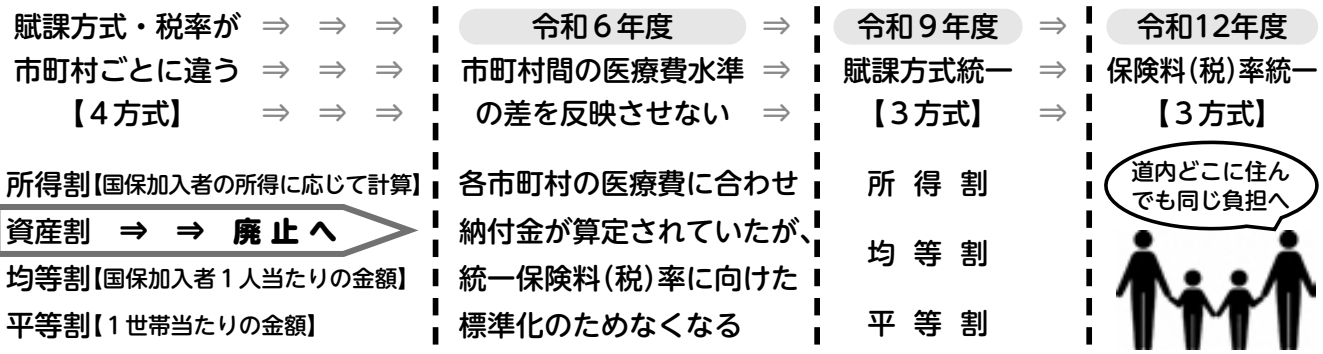 賦課方式・税率が ⇒ ⇒ ⇒
市町村ごとに違う ⇒ ⇒ ⇒
【4方式】 ⇒ ⇒ ⇒
所得割【国保加入者の所得に応じて計算】
資産割 ⇒ ⇒ 廃止へ
均等割【国保加入者1人当たりの金額】
平等割【1世帯当たりの金額】
令和6年度 ⇒
市町村間の医療費水準 ⇒
の差を反映させない ⇒
各市町村の医療費に合わせ
納付金が算定されていたが、
統一保険料(税)率に向けた
標準化のためなくなる
令和9年度 ⇒
賦課方式統一 ⇒
【3方式】 ⇒
所得割
均等割
平等割
令和12年度
保険料(税)率統一
【3方式】
道内どこに住ん
でも同じ負担へ